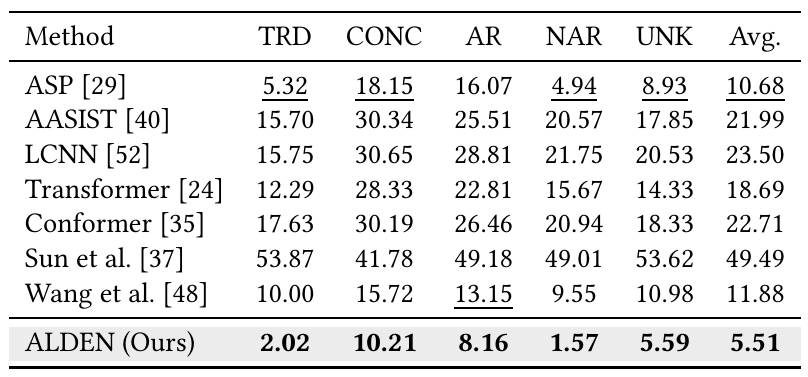 Method TRD CONC AR NAR UNK Avg.
ASP [29] 5.32 18.15 16.07 4.94 8.93 10.68
AASIST [40] 15.70 30.34 25.51 20.57 17.85 21.99
LCNN [52] 15.75 30.65 28.81 21.75 20.53 23.50
Transformer [24] 12.29 28.33 22.81 15.67 14.33 18.69
Conformer [35] 17.63 30.19 26.46 20.94 18.33 22.71
Sun et al. [37] 53.87 41.78 49.18 49.01 53.62 49.49
Wang et al. [48] 10.00 15.72 13.15 9.55 10.98 11.88
ALDEN (Ours) 2.02 10.21 8.16 1.57 5.59 5.51